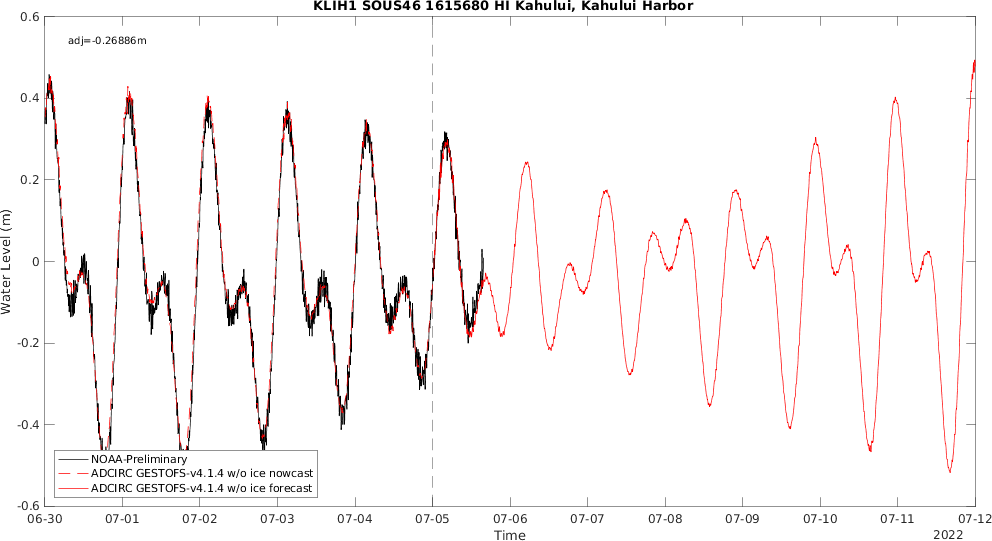 KLIH1 SOUS46 1615680 HI Kahului, Kahului Harbor
adj=-0.26886m
0.6
0.4
0.2
0
-0.2
-0.4
-0.6
Water Level (m)
NOAA-Preliminary
ADCIRC GESTOFS-v4.1.4 w/o ice nowcast
ADCIRC GESTOFS-v4.1.4 w/o ice forecast
06-30 07-01 07-02 07-03 07-04 07-05 07-06 07-07 07-08 07-09 07-10 07-11 07-12
Time
2022